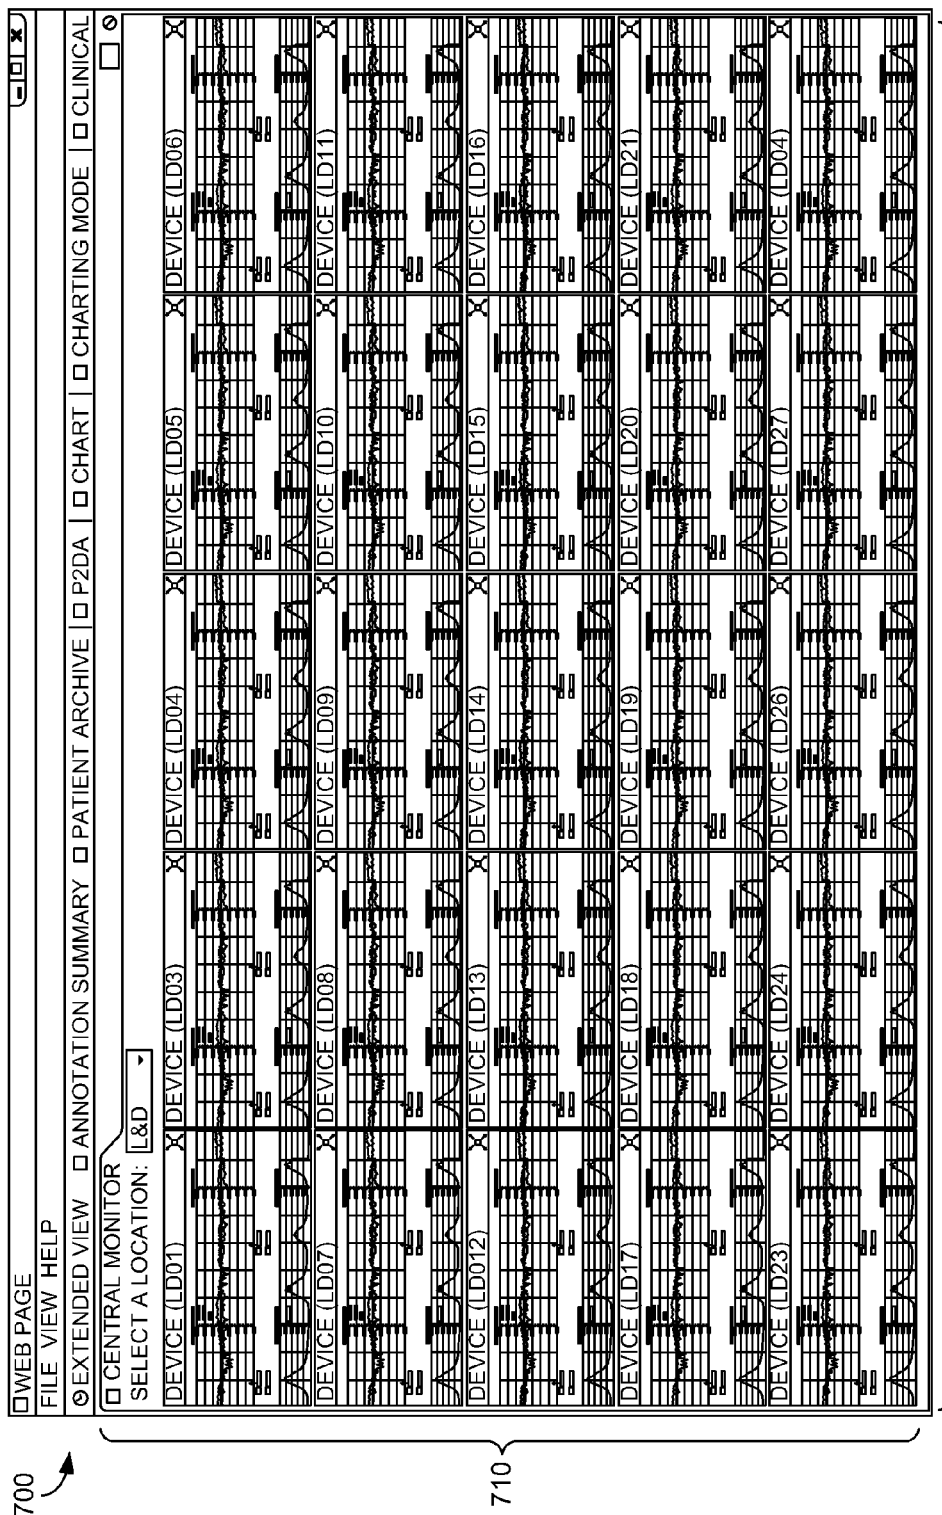 700
WEB PAGE
FILE VIEW HELP
EXTENDED VIEW ANNOTATION SUMMARY PATIENT ARCHIVE | P2DA | CHART | CHARTING MODE | CLINICAL
CENTRAL MONITOR
SELECT A LOCATION: L&D
DEVICE (LD01) DEVICE (LD03) DEVICE (LD04) DEVICE (LD05) DEVICE (LD06)
DEVICE (LD07) DEVICE (LD08) DEVICE (LD09) DEVICE (LD10) DEVICE (LD11)
DEVICE (LD012) DEVICE (LD13) DEVICE (LD14) DEVICE (LD15) DEVICE (LD16)
DEVICE (LD17) DEVICE (LD18) DEVICE (LD19) DEVICE (LD20) DEVICE (LD21)
DEVICE (LD23) DEVICE (LD24) DEVICE (LD26) DEVICE (LD27) DEVICE (LD04)
710